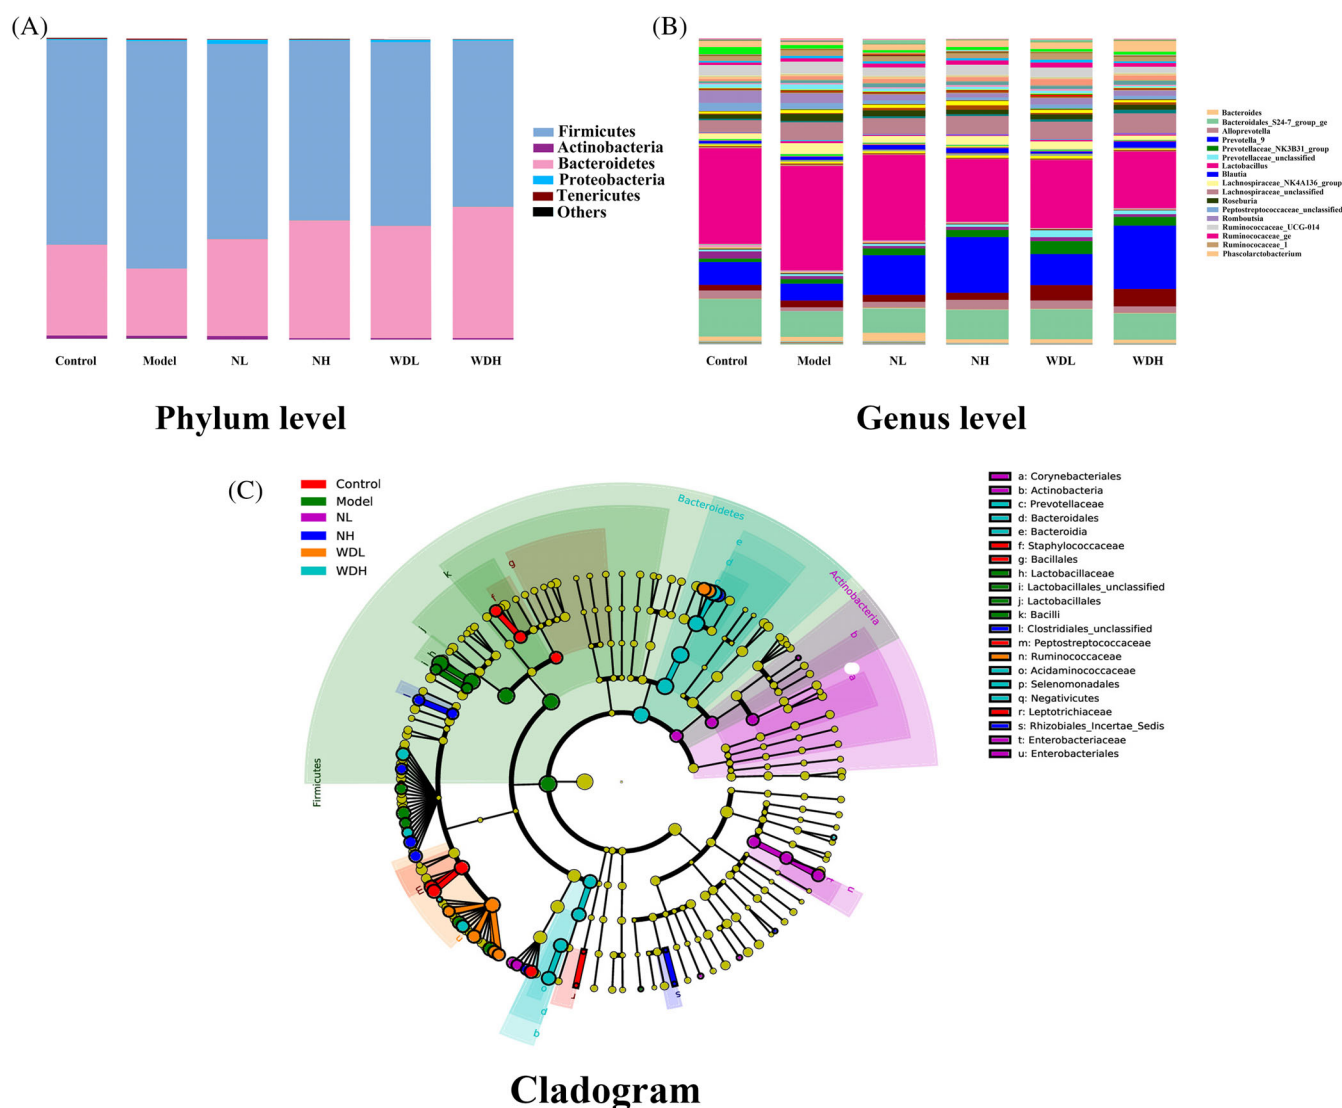 (A)
Firmicutes
Actinobacteria
Bacteroidetes
Proteobacteria
Tenericutes
Others
Control Model NL NH WDL WDH
Phylum level
(B)
Bacteroides
Bacteroidales_S24-7_group_ge
Alloprevotella
Prevotella_9
Prevotellaceae_NK3B31_group
Prevotellaceae_unclassified
Lactobacillus
Blautia
Lachnospiraceae_NK4A136_group
Lachnospiraceae_unclassified
Roseburia
Peptostreptococcaceae_unclassified
Romboutsia
Ruminococcaceae_UCG-014
Ruminococaceae_ge
Ruminococaceae_1
Phascolarctobacterium
Control Model NL NH WDL WDH
Genus level
(C)
Control
Model
NL
NH
WDL
WDH
Bacteroidetes
Actinobacteria
Firmicutes
e
d
b
a
g
f
k
j
h
i
l
m
n
o
p
q
r
s
u
a: Corynebacteriales
b: Actinobacteria
c: Prevotellaceae
d: Bacteroidales
e: Bacteroidia
f: Staphylococcaceae
g: Bacillales
h: Lactobacillaceae
i: Lactobacillales_unclassified
j: Lactobacillales
k: Bacilli
l: Clostridiales_unclassified
m: Peptostreptococcaceae
n: Ruminococcaceae
o: Acidaminococcaceae
p: Selenomonadales
q: Negativicutes
r: Leptotrichiaceae
s: Rhizobiales_Incertae_Sedis
t: Enterobacteriaceae
u: Enterobacteriales
Cladogram